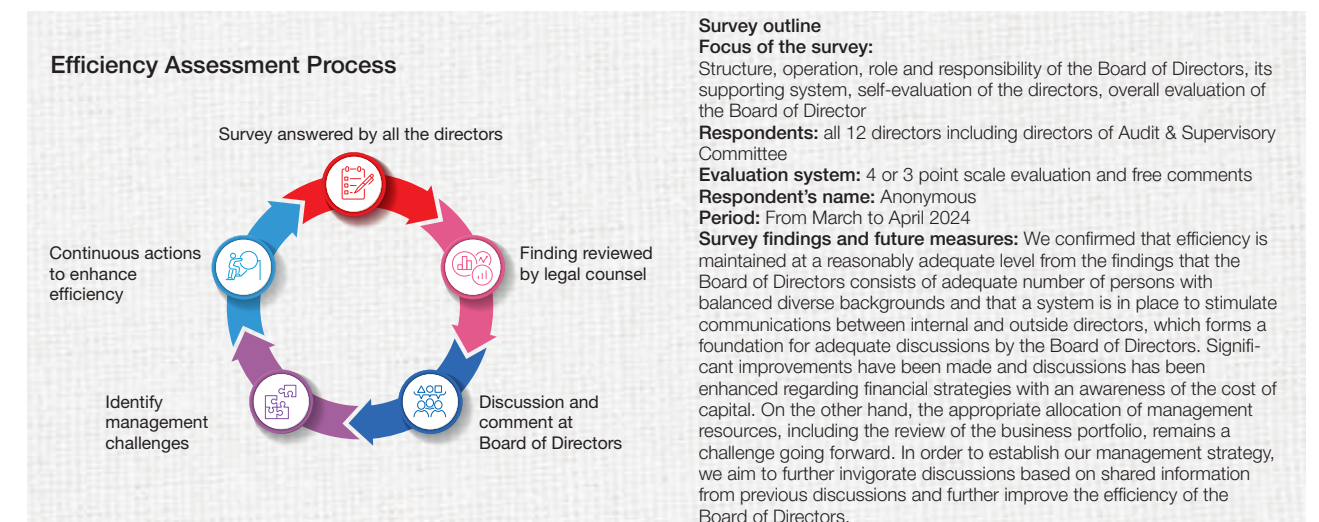 Efficiency Assessment Process
Survey answered by all the directors
Finding reviewed
by legal counsel
Discussion and
comment at
Board of Directors
Identify
management
challenges
Continuous actions
to enhance
efficiency
Survey outline
Focus of the survey:
Structure, operation, role and responsibility of the Board of Directors, its
supporting system, self-evaluation of the directors, overall evaluation of
the Board of Director
Respondents: all 12 directors including directors of Audit & Supervisory
Committee
Evaluation system: 4 or 3 point scale evaluation and free comments
Respondent's name: Anonymous
Period: From March to April 2024
Survey findings and future measures: We confirmed that efficiency is
maintained at a reasonably adequate level from the findings that the
Board of Directors consists of adequate number of persons with
balanced diverse backgrounds and that a system is in place to stimulate
communications between internal and outside directors, which forms a
foundation for adequate discussions by the Board of Directors. Signifi-
cant improvements have been made and discussions has been
enhanced regarding financial strategies with an awareness of the cost of
capital. On the other hand, the appropriate allocation of management
resources, including the review of the business portfolio, remains a
challenge going forward. In order to establish our management strategy,
we aim to further invigorate discussions based on shared information
from previous discussions and further improve the efficiency of the
Board of Directors.